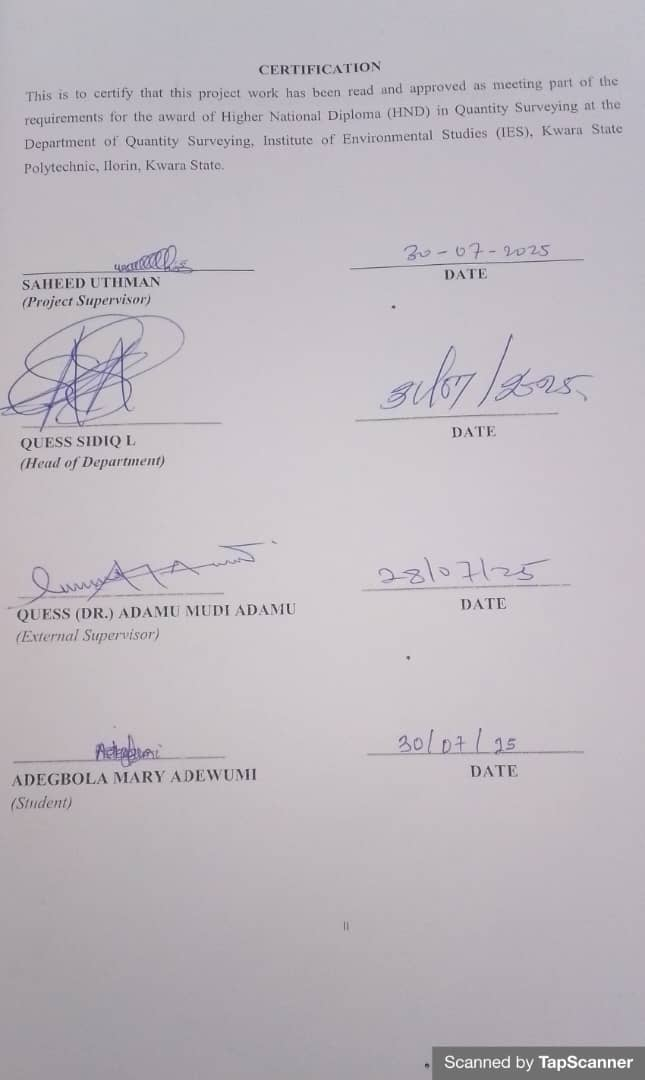 CERTIFICATION
This is to certify that this project work has been read and approved as meeting part of the
requirements for the award of Higher National Diploma (HND) in Quantity Surveying at the
Department of Quantity Surveying, Institute of Environmental Studies (IES), Kwara State
Polytechnic, Ilorin, Kwara State.
30-07-2025
SAHEED UTHMAN DATE
(Project Supervisor)
31/07/2025
QUESS SIDIQ L DATE
(Head of Department)
28/07/25
QUESS (DR.) ADAMU MUDI ADAMU DATE
(External Supervisor)
30/07/25
ADEGBOLA MARY ADEWUMI DATE
(Student)
II
Scanned by TapScanner